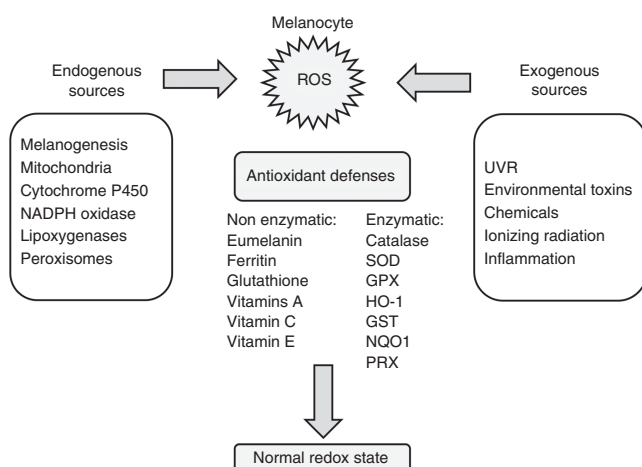 Melanocyte
Endogenous
sources
ROS
Exogenous
sources
Melanogenesis
Mitochondria
Cytochrome P450
NADPH oxidase
Lipoxygenases
Peroxisomes
UVR
Environmental toxins
Chemicals
Ionizing radiation
Inflammation
Antioxidant defenses
Non enzymatic:
Eumelanin
Ferritin
Glutathione
Vitamins A
Vitamin C
Vitamin E
Enzymatic:
Catalase
SOD
GPX
HO-1
GST
NQO1
PRX
Normal redox state